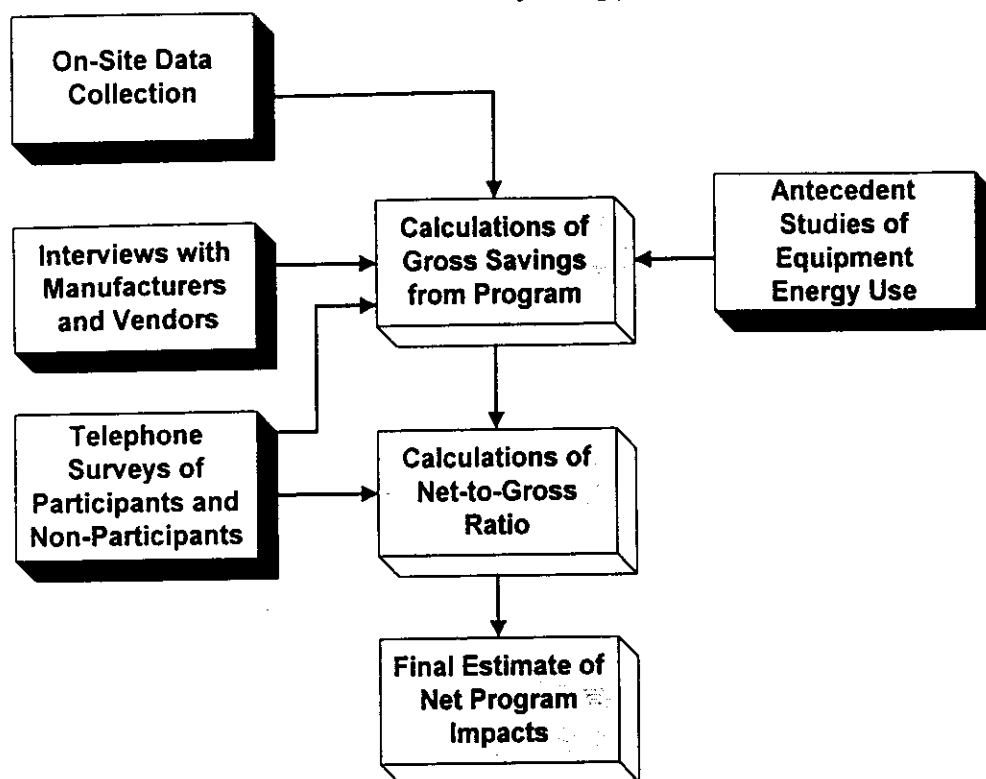 On-Site Data
Collection
Interviews with
Manufacturers
and Vendors
Telephone
Surveys of
Participants and
Non-Participants
Calculations of
Gross Savings
from Program
Antecedent
Studies of
Equipment
Energy Use
Calculations of
Net-to-Gross
Ratio
Final Estimate of
Net Program
Impacts